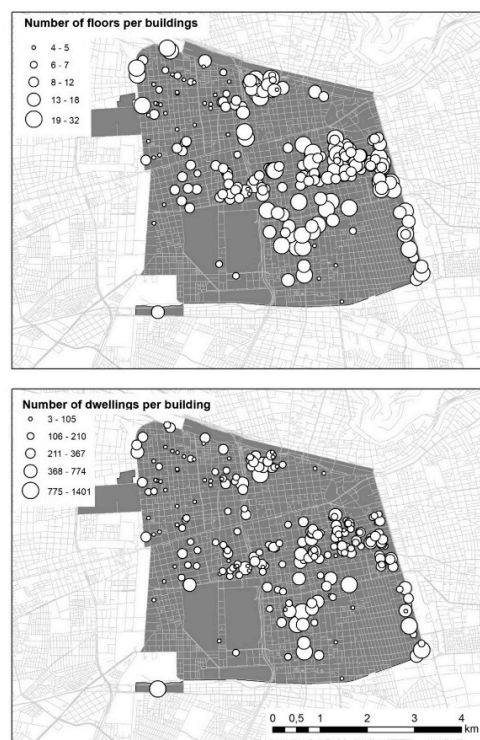 Number of floors per buildings
4 - 5
6 - 7
8 - 12
13 - 18
19 - 32
Number of dwellings per building
3 - 105
106 - 210
211 - 367
368 - 774
775 - 1401
0 0,5 1 2 3 4
km